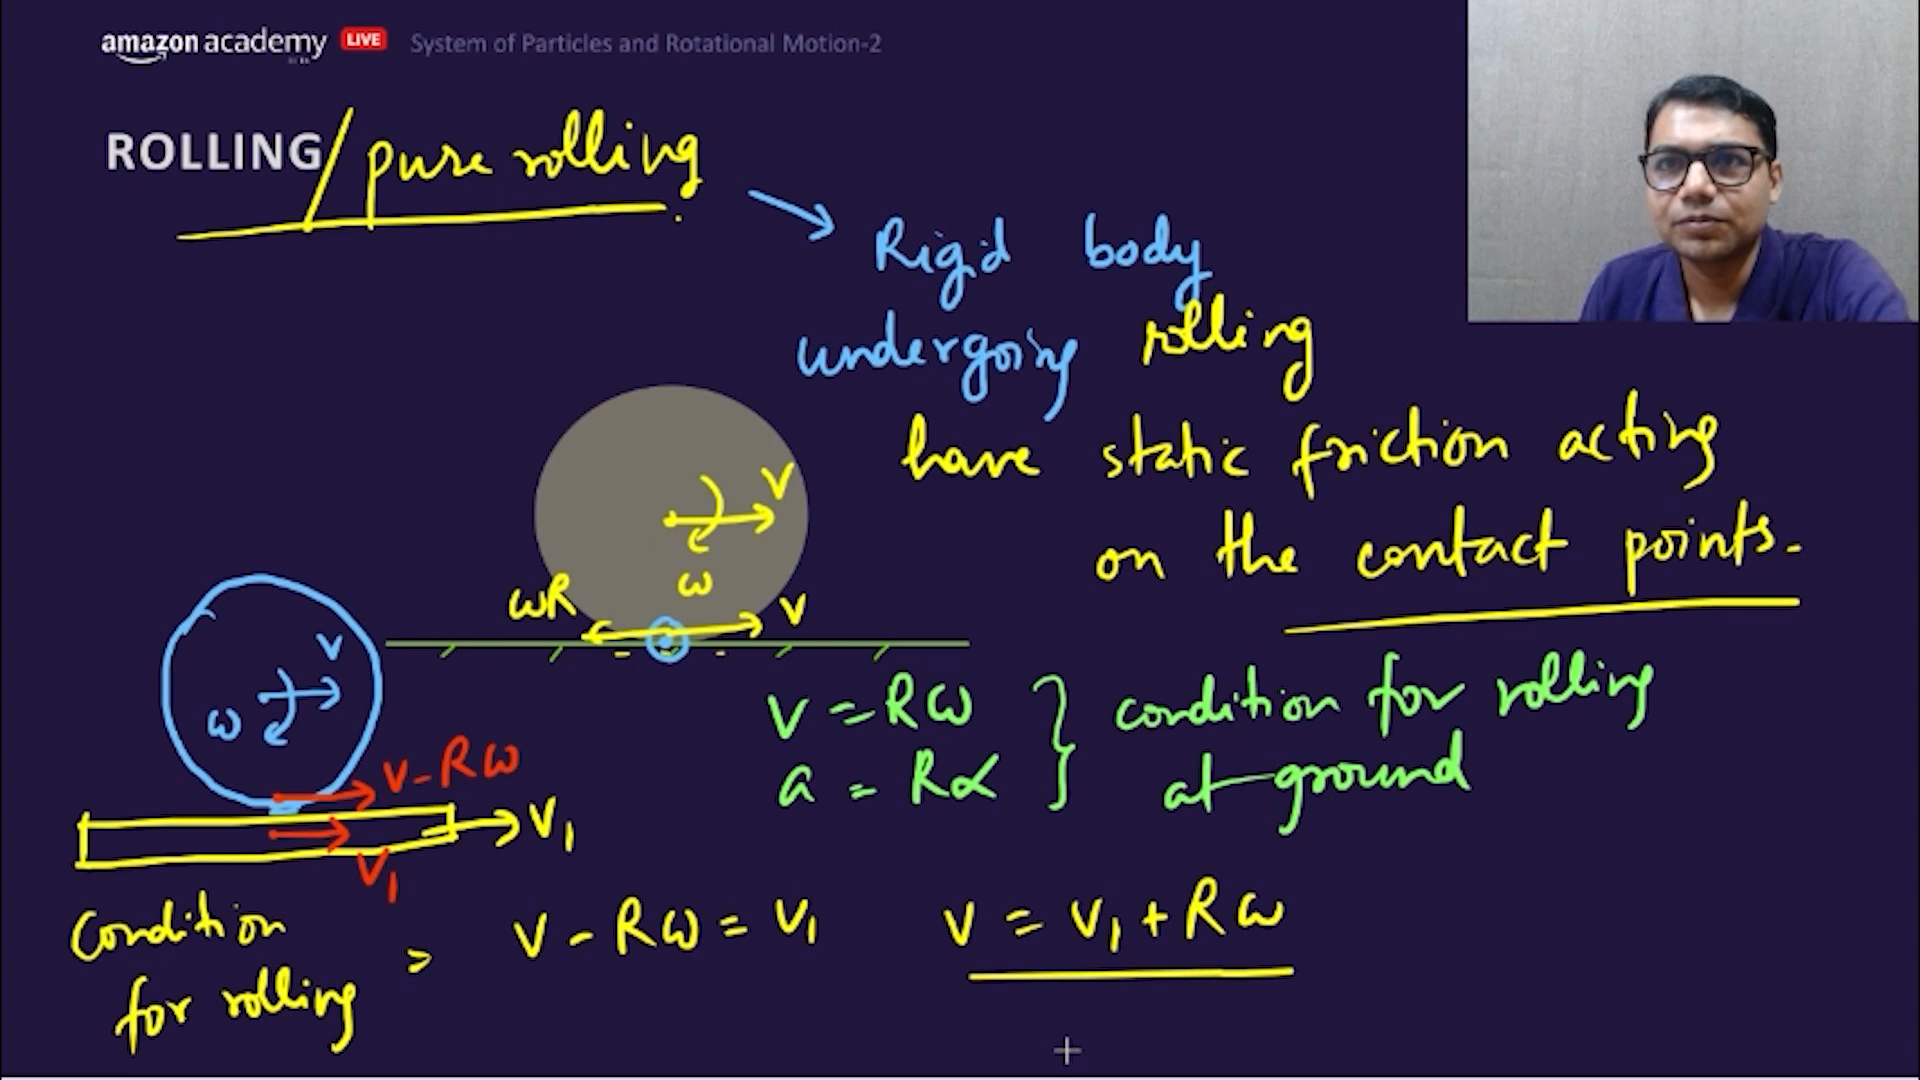 amazon academy LIVE System of Particles and Rotational Motion-2
ROLLING / pure rolling
Rigid body
undergoing rolling
have static friction acting
on the contact points.
V
ω
ωR V
V
ω
V = Rω
a = Rα
condition for rolling
at ground
V - Rω
V₁
V₁
Condition
for rolling
V - Rω = V₁
V = V₁ + Rω